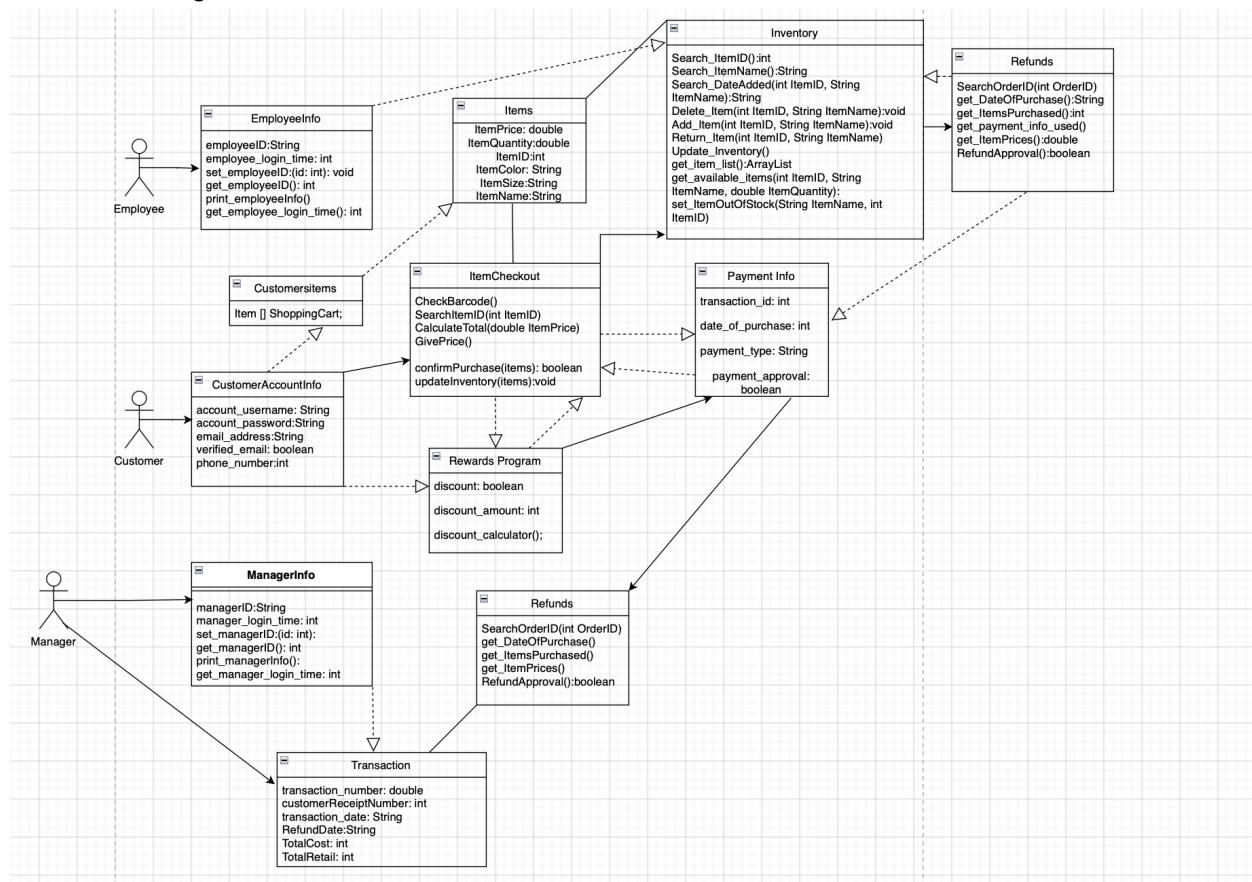 Inventory
Search_ItemID():int
Search_ItemName():String
Search_DateAdded(int ItemID, String
ItemName):String
Delete_Item(int ItemID, String ItemName):void
Add_Item(int ItemID, String ItemName):void
Return_Item(int ItemID, String ItemName)
Update_Inventory()
get_item_list():ArrayList
get_available_items(int ItemID, String
ItemName, double ItemQuantity):
set_ItemOutOfStock(String ItemName, int
ItemID)
Refunds
SearchOrderID(int OrderID)
get_DateOfPurchase():String
get_ItemsPurchased():int
get_payment_info_used()
get_ItemPrices():double
RefundApproval():boolean
Items
ItemPrice: double
ItemQuantity:double
ItemID:int
ItemColor: String
ItemSize:String
ItemName:String
EmployeeInfo
employeeID:String
employee_login_time: int
set_employeeID:(id: int): void
get_employeeID(): int
print_employeeInfo()
get_employee_login_time(): int
Employee
Customersitems
Item [] ShoppingCart;
ItemCheckout
CheckBarcode()
SearchItemID(int ItemID)
CalculateTotal(double ItemPrice)
GivePrice()
confirmPurchase(items): boolean
updateInventory(items):void
Payment Info
transaction_id: int
date_of_purchase: int
payment_type: String
payment_approval:
boolean
CustomerAccountInfo
account_username: String
account_password:String
email_address:String
verified_email: boolean
phone_number:int
Customer
Rewards Program
discount: boolean
discount_amount: int
discount_calculator();
ManagerInfo
managerID:String
manager_login_time: int
set_managerID:(id: int):
get_managerID(): int
print_managerInfo():
get_manager_login_time: int
Manager
Refunds
SearchOrderID(int OrderID)
get_DateOfPurchase()
get_ItemsPurchased()
get_ItemPrices()
RefundApproval():boolean
Transaction
transaction_number: double
customerReceiptNumber: int
transaction_date: String
RefundDate:String
TotalCost: int
TotalRetail: int